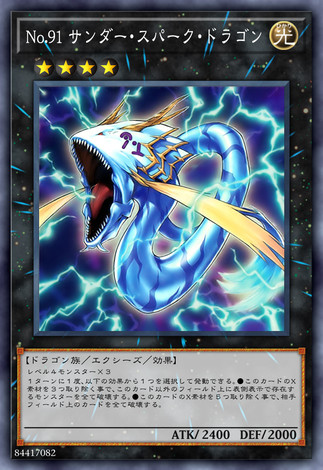 No.91 サンダー・スパーク・ドラゴン
光
91
【ドラゴン族／エクシーズ／効果】
レベル４モンスター×３
１ターンに１度、以下の効果から１つを選択して発動できる。●このカードのX
素材を３つ取り除く事で、このカード以外のフィールド上に表側表示で存在す
るモンスターを全て破壊する。●このカードのX素材を５つ取り除く事で、相手
フィールド上のカードを全て破壊する。
ATK/ 2400 DEF/2000
84417082